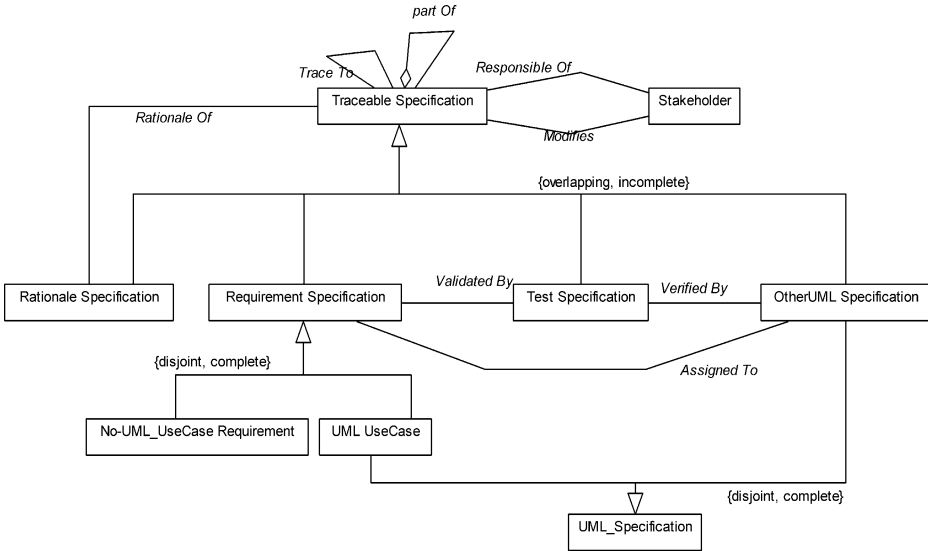 part Of
Trace To
Responsible Of
Traceable Specification
Stakeholder
Rationale Of
Modifies
{overlapping, incomplete}
Validated By
Verified By
Rationale Specification
Requirement Specification
Test Specification
OtherUML Specification
{disjoint, complete}
Assigned To
No-UML_UseCase Requirement
UML UseCase
{disjoint, complete}
UML_Specification